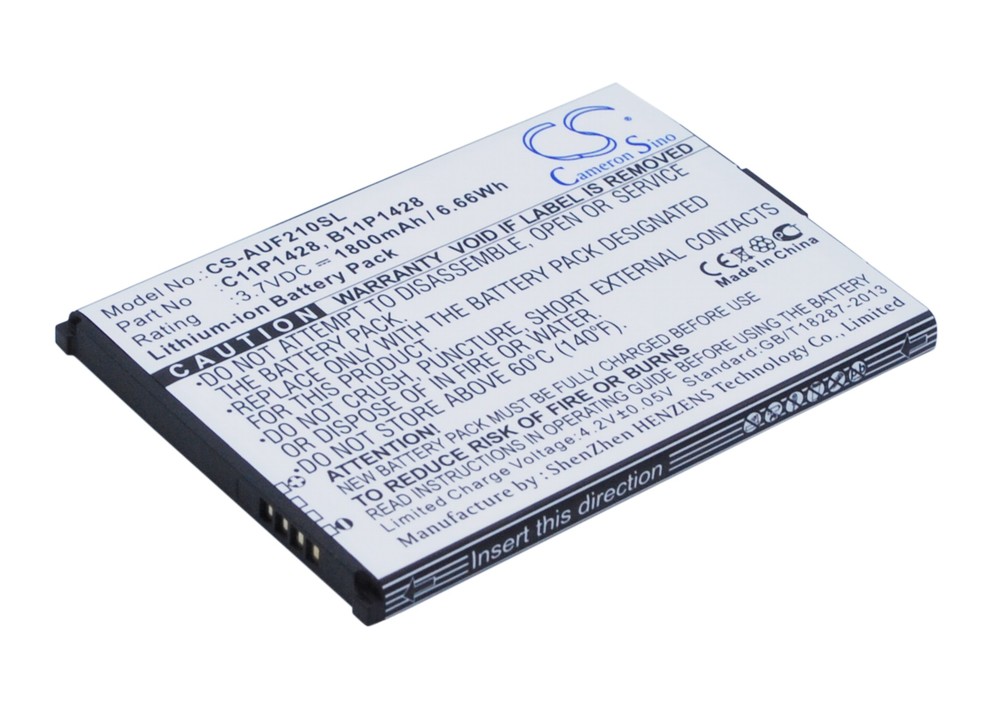 CS
Cameron Sino
Model No.: CS-AUF210SL
Part No : C11P1428, B11P1428
Rating : 3.7VDC ⎓ 1800mAh / 6.66Wh
Lithium-ion Battery Pack
CAUTION WARRANTY VOID IF LABEL IS REMOVED
•DO NOT ATTEMPT TO DISASSEMBLE, OPEN OR SERVICE
THE BATTERY PACK.
•REPLACE ONLY WITH BATTERY PACK DESIGNATED FOR
THIS PRODUCT.
•DO NOT CRUSH, PUNCTURE, SHORT EXTERNAL CONTACTS
OR DISPOSE OF IN FIRE OR WATER.
•DO NOT EXPOSE ABOVE 60°C (140°F).
ATTENTION:
NEW BATTERY PACK MUST BE FULLY CHARGED BEFORE USE
TO REDUCE RISK OF FIRE OR BURNS
READ INSTRUCTIONS IN OPERATING GUIDE BEFORE USING THE BATTERY
Limited Charge Voltage:4.2V±0.05V Standard:GB/T18287-2013
Manufacture by: ShenZhen HENZENS Technology Co., Limited
CE
Made in China
Insert this direction